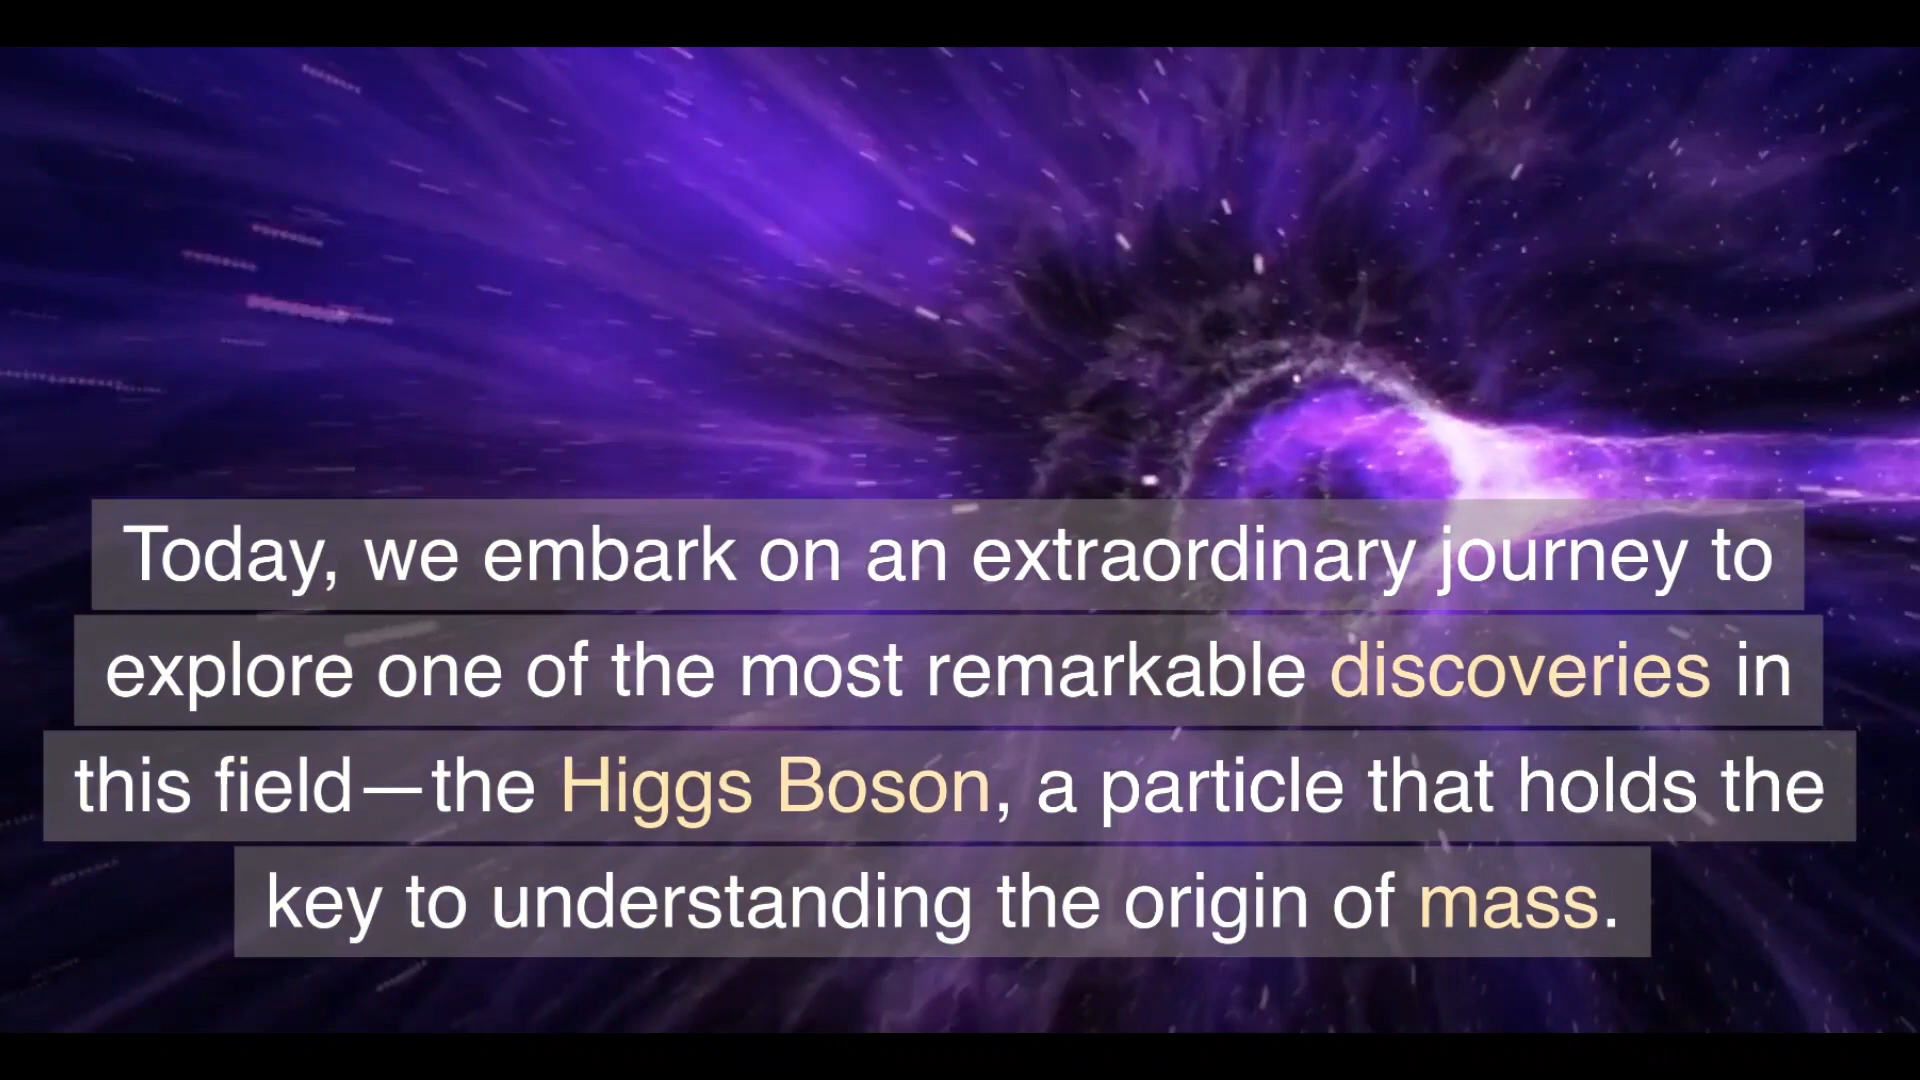 Today, we embark on an extraordinary journey to
explore one of the most remarkable discoveries in
this field—the Higgs Boson, a particle that holds the
key to understanding the origin of mass.